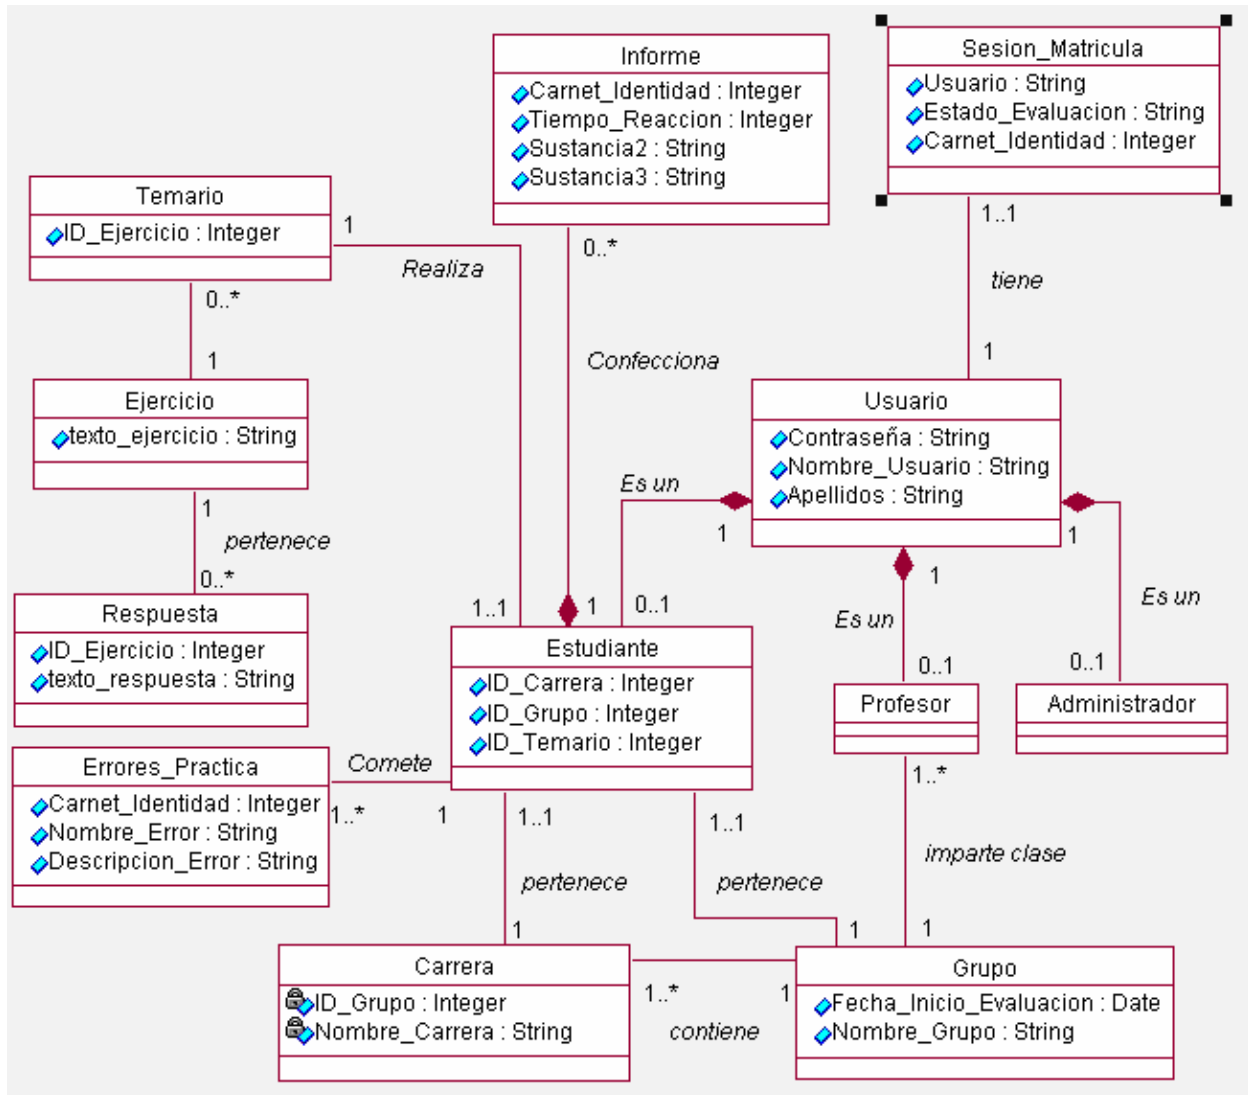 Informe
Carnet_Identidad : Integer
Tiempo_Reaccion : Integer
Sustancia2 : String
Sustancia3 : String
Sesion_Matricula
Usuario : String
Estado_Evaluacion : String
Carnet_Identidad : Integer
Temario
ID_Ejercicio : Integer
1
Realiza
0..*
1..1
tiene
0..*
1
Confecciona
1
Ejercicio
texto_ejercicio : String
Usuario
Contraseña : String
Nombre_Usuario : String
Apellidos : String
Es un
1
1
1
pertenece
1
0..*
Es un
Es un
1..1
1
0..1
0..1
0..1
Respuesta
ID_Ejercicio : Integer
texto_respuesta : String
Estudiante
ID_Carrera : Integer
ID_Grupo : Integer
ID_Temario : Integer
Profesor
Administrador
Errores_Practica
Carnet_Identidad : Integer
Nombre_Error : String
Descripcion_Error : String
Comete
1..*
1
1..1
1..1
1..*
imparte clase
pertenece
pertenece
1
1
1
Carrera
ID_Grupo : Integer
Nombre_Carrera : String
1..*
1
contiene
Grupo
Fecha_Inicio_Evaluacion : Date
Nombre_Grupo : String